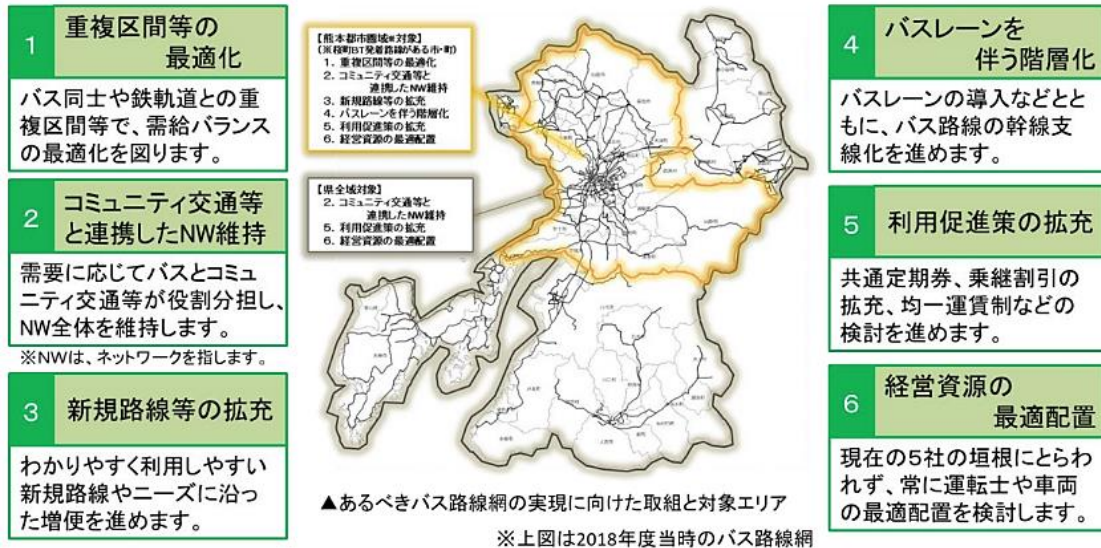 1
重複区間等の
最適化
バス同士や鉄軌道との重
複区間等で、需給バランス
の最適化を図ります。
2
コミュニティ交通等
と連携したNW維持
需要に応じてバスとコミュ
ニティ交通等が役割分担し、
NW全体を維持します。
※NWは、ネットワークを指します。
3
新規路線等の拡充
わかりやすく利用しやすい
新規路線やニーズに沿っ
た増便を進めます。
【熊本都市圏域※対象】
(※桜町BT発着路線がある市・町)
1. 重複区間等の最適化
2. コミュニティ交通等と
連携したNW維持
3. 新規路線等の拡充
4. バスレーンを伴う階層化
5. 利用促進策の拡充
6. 経営資源の最適配置
【県全域対象】
2. コミュニティ交通等と
連携したNW維持
5. 利用促進策の拡充
6. 経営資源の最適配置
▲あるべきバス路線網の実現に向けた取組と対象エリア
※上図は2018年度当時のバス路線網
4
バスレーンを
伴う階層化
バスレーンの導入などとと
もに、バス路線の幹線支
線化を進めます。
5
利用促進策の拡充
共通定期券、乗継割引の
拡充、均一運賃制などの
検討を進めます。
6
経営資源の
最適配置
現在の5社の垣根にとらわ
れず、常に運転士や車両
の最適配置を検討します。